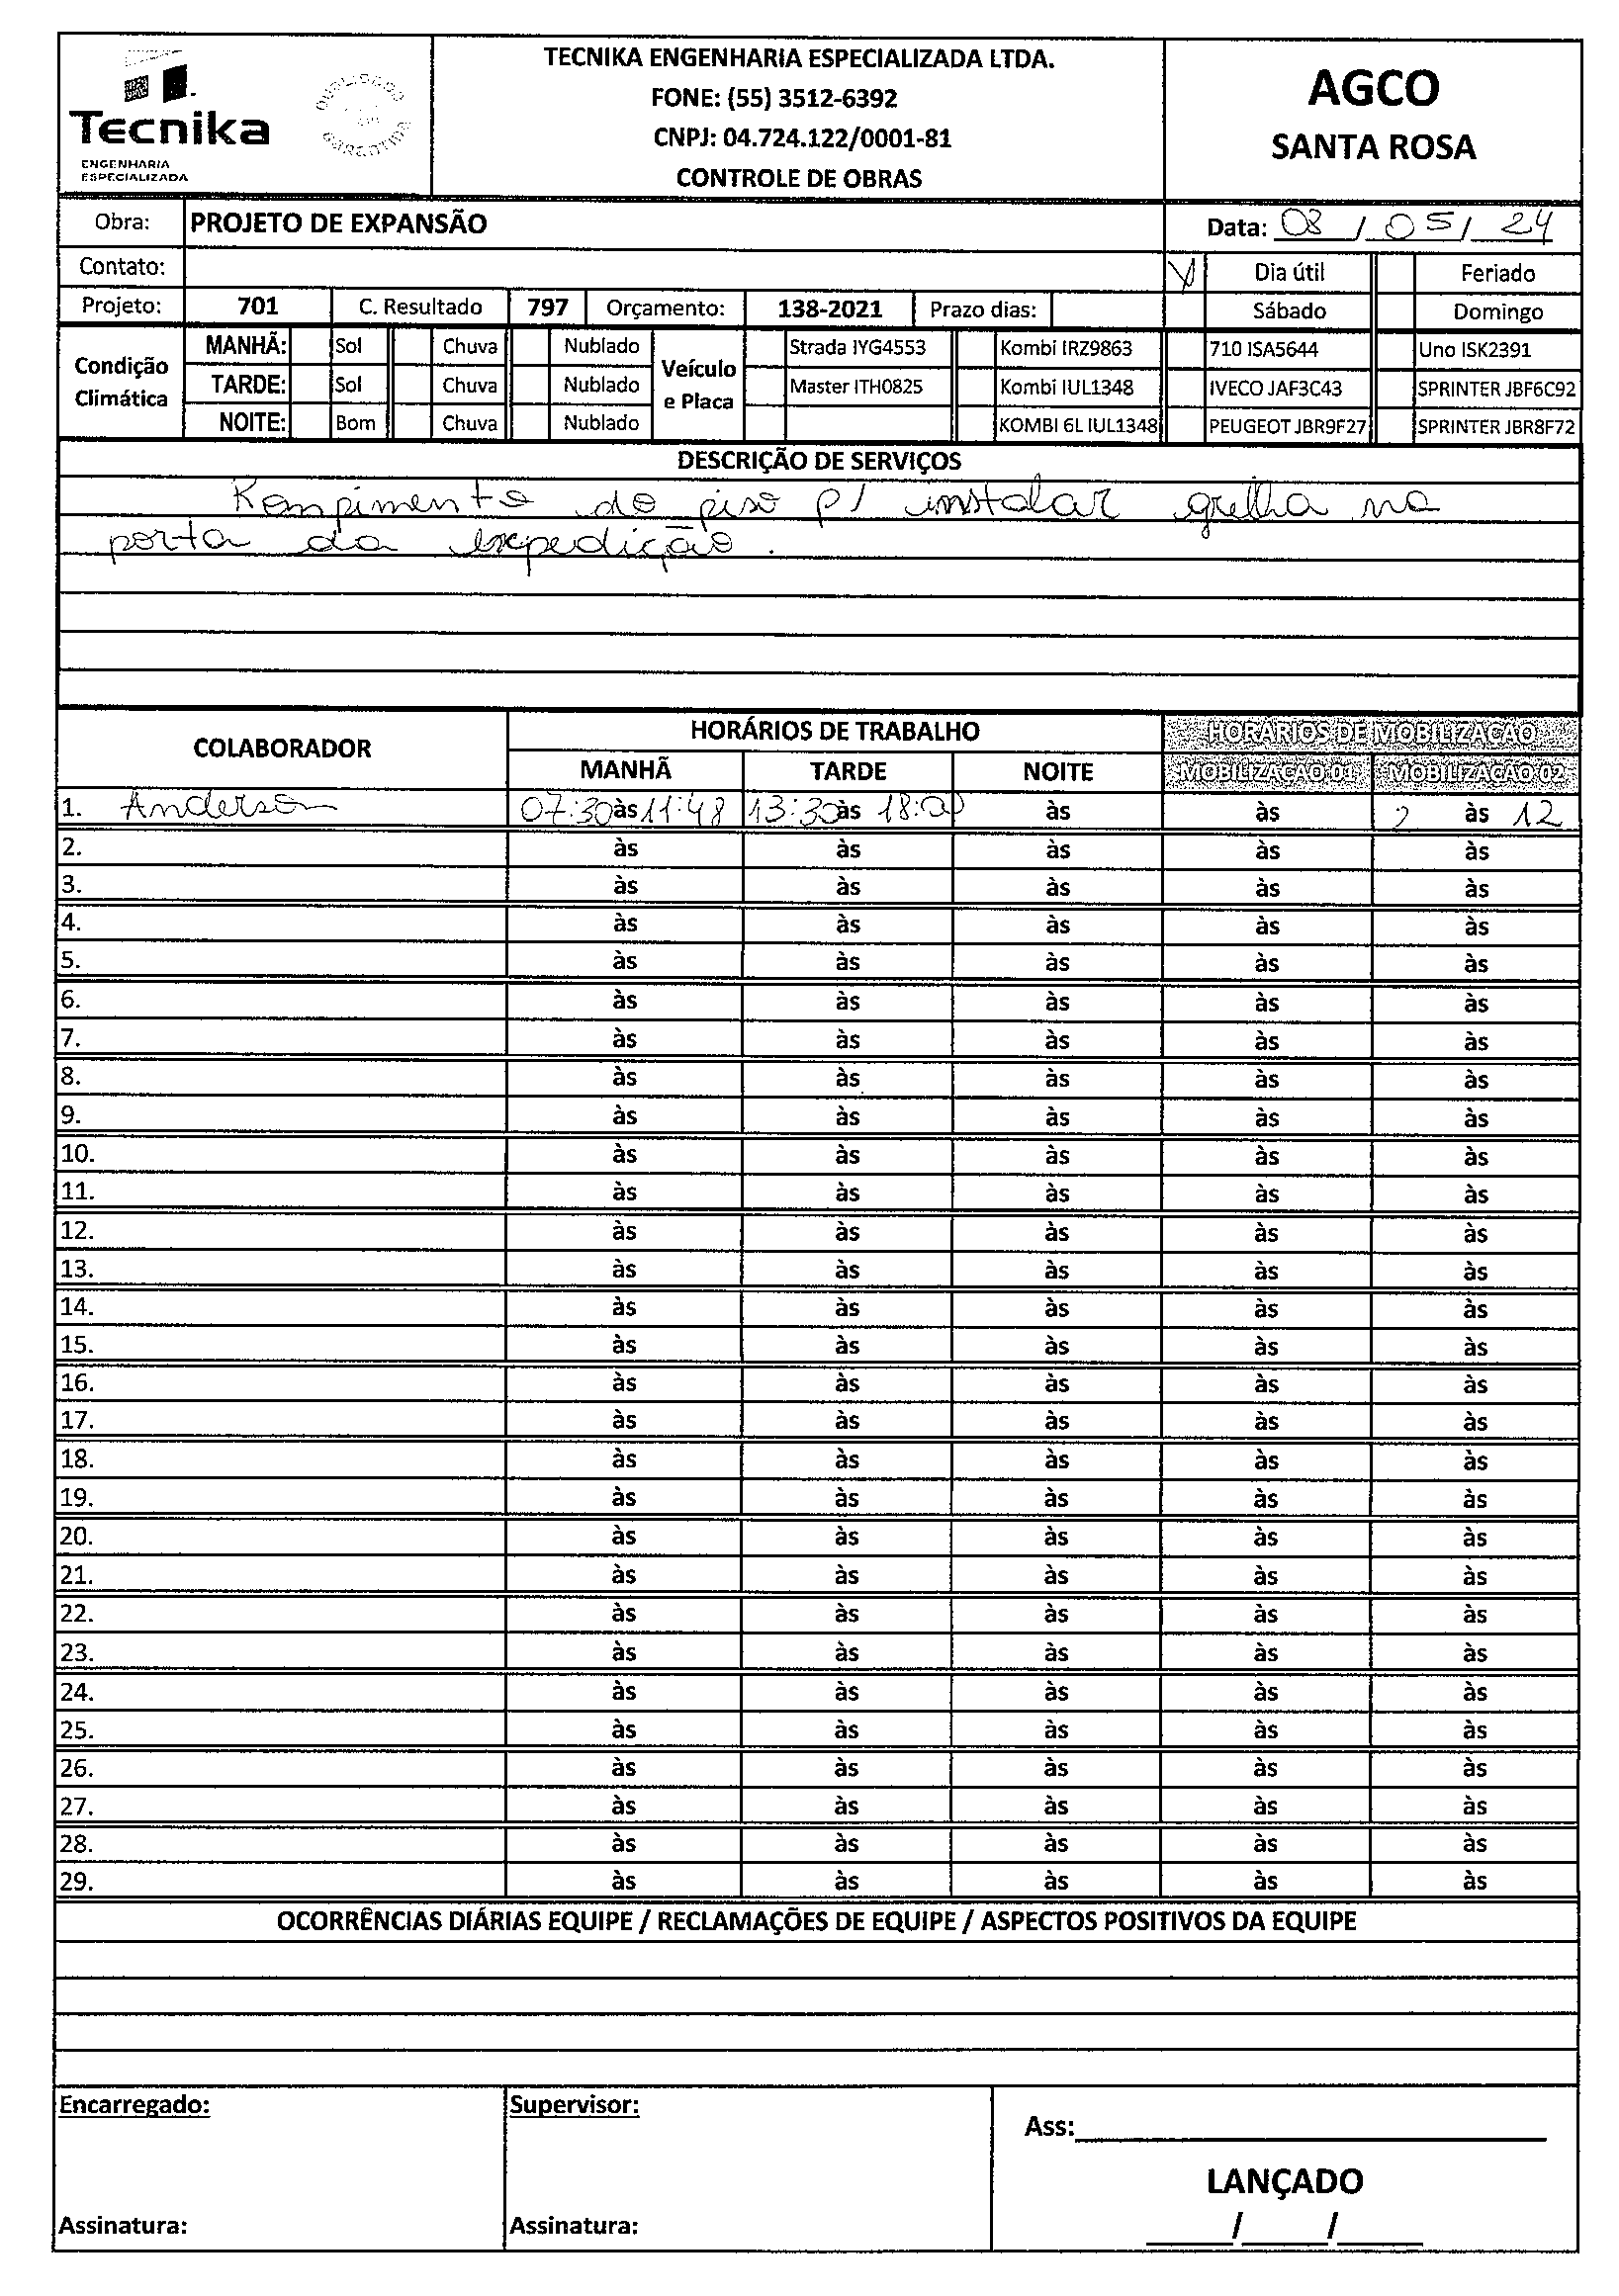 Tecnika
ENGENHARIA
ESPECIALIZADA
TECNIKA ENGENHARIA ESPECIALIZADA LTDA.
FONE: (55) 3512-6392
CNPJ: 04.724.122/0001-81
CONTROLE DE OBRAS
AGCO
SANTA ROSA
Obra: PROJETO DE EXPANSÃO Data: 08 / 05 / 24
Contato: Dia útil Feriado
Projeto: 701 C. Resultado 797 Orçamento: 138-2021 Prazo dias: Sábado Domingo
Condição Climática
MANHÃ: Sol Chuva Nublado
TARDE: Sol Chuva Nublado
NOITE: Bom Chuva Nublado
Veículo e Placa
Strada IYG4553 Kombi IRZ9863 710 ISA5644 Uno ISK2391
Master ITH0825 Kombi IUL1348 IVECO JAF3C43 SPRINTER JBF6C92
KOMBI 6L IUL1348 PEUGEOT JBR9F27 SPRINTER JBR8F72
DESCRIÇÃO DE SERVIÇOS
Rompimento do piso p/ instalar grelha na
porta da expedição.
COLABORADOR HORÁRIOS DE TRABALHO HORÁRIOS DE MOBILIZACAO
MANHÃ TARDE NOITE MOBILIZACAO 01 MOBILIZACAO 02
1. Anderson 07:30 às 11:48 13:30 às 18:00 às às às 12
2. às às às às às
3. às às às às às
4. às às às às às
5. às às às às às
6. às às às às às
7. às às às às às
8. às às às às às
9. às às às às às
10. às às às às às
11. às às às às às
12. às às às às às
13. às às às às às
14. às às às às às
15. às às às às às
16. às às às às às
17. às às às às às
18. às às às às às
19. às às às às às
20. às às às às às
21. às às às às às
22. às às às às às
23. às às às às às
24. às às às às às
25. às às às às às
26. às às às às às
27. às às às às às
28. às às às às às
29. às às às às às
OCORRÊNCIAS DIÁRIAS EQUIPE / RECLAMAÇÕES DE EQUIPE / ASPECTOS POSITIVOS DA EQUIPE
Encarregado: Supervisor:
Ass:
LANÇADO
Assinatura: Assinatura: / /